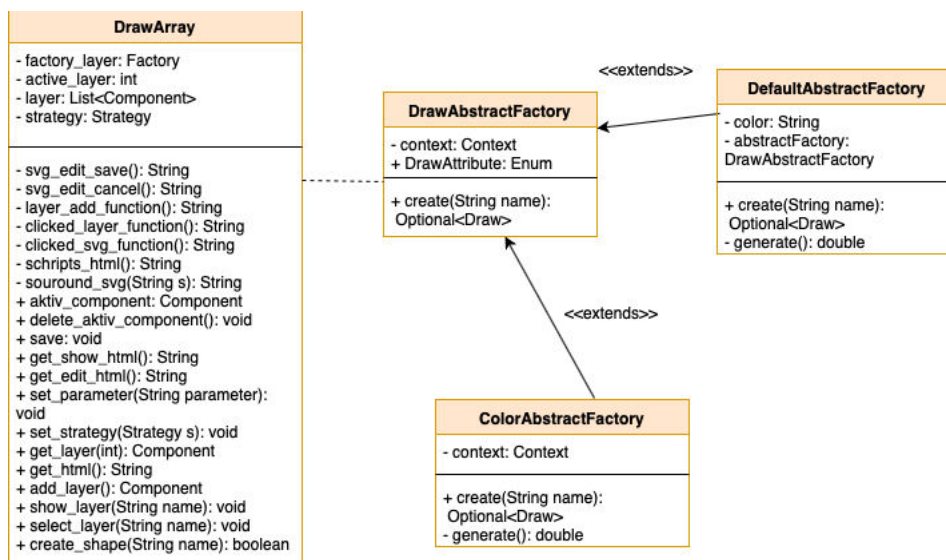 DrawArray
- factory_layer: Factory
- active_layer: int
- layer: List<Component>
- strategy: Strategy
- svg_edit_save(): String
- svg_edit_cancel(): String
- layer_add_function(): String
- clicked_layer_function(): String
- clicked_svg_function(): String
- schripts_html(): String
- souround_svg(String s): String
+ aktiv_component: Component
+ delete_aktiv_component(): void
+ save: void
+ get_show_html(): String
+ get_edit_html(): String
+ set_parameter(String parameter):
void
+ set_strategy(Strategy s): void
+ get_layer(int): Component
+ get_html(): String
+ add_layer(): Component
+ show_layer(String name): void
+ select_layer(String name): void
+ create_shape(String name): boolean
DrawAbstractFactory
- context: Context
+ DrawAttribute: Enum
+ create(String name):
Optional<Draw>
<<extends>>
DefaultAbstractFactory
- color: String
- abstractFactory:
DrawAbstractFactory
+ create(String name):
Optional<Draw>
- generate(): double
<<extends>>
ColorAbstractFactory
- context: Context
+ create(String name):
Optional<Draw>
- generate(): double